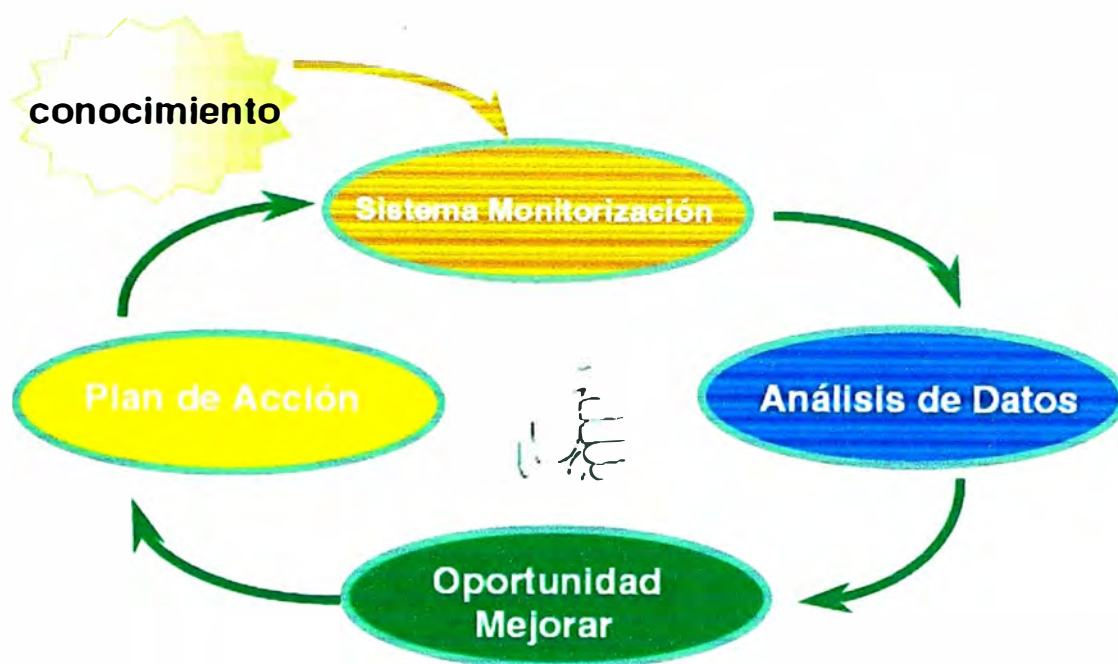 conocimiento
Sistema Monitorización
Análisis de Datos
Oportunidad
Mejorar
Plan de Acción